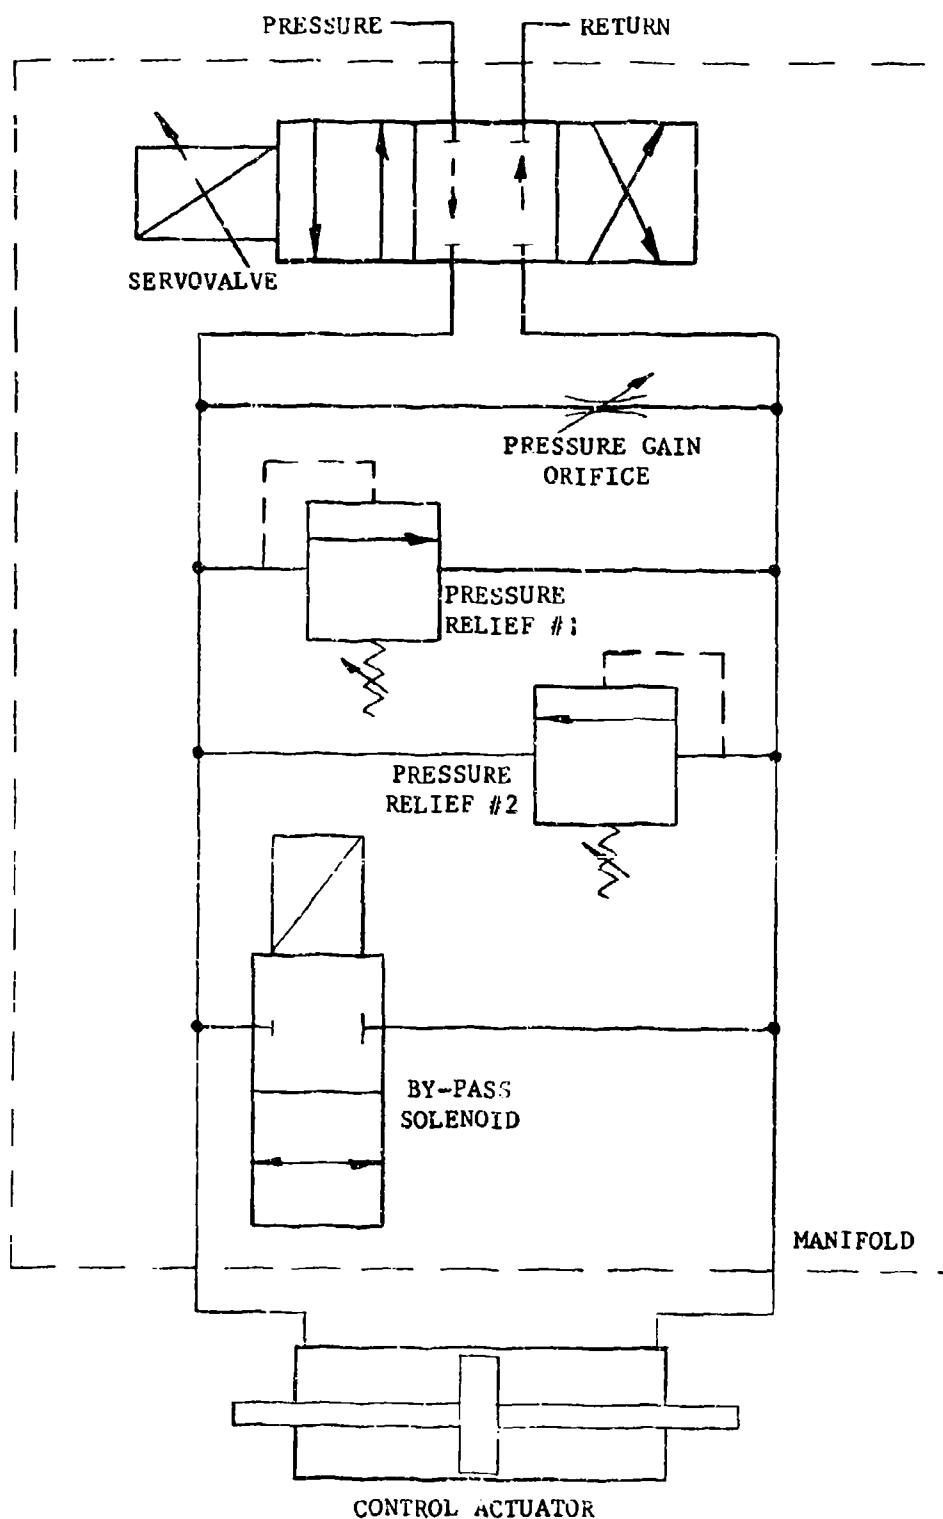 PRESSURE
RETURN
SERVOVALVE
PRESSURE GAIN
ORIFICE
PRESSURE
RELIEF #1
PRESSURE
RELIEF #2
BY-PASS
SOLENOID
MANIFOLD
CONTROL ACTUATOR